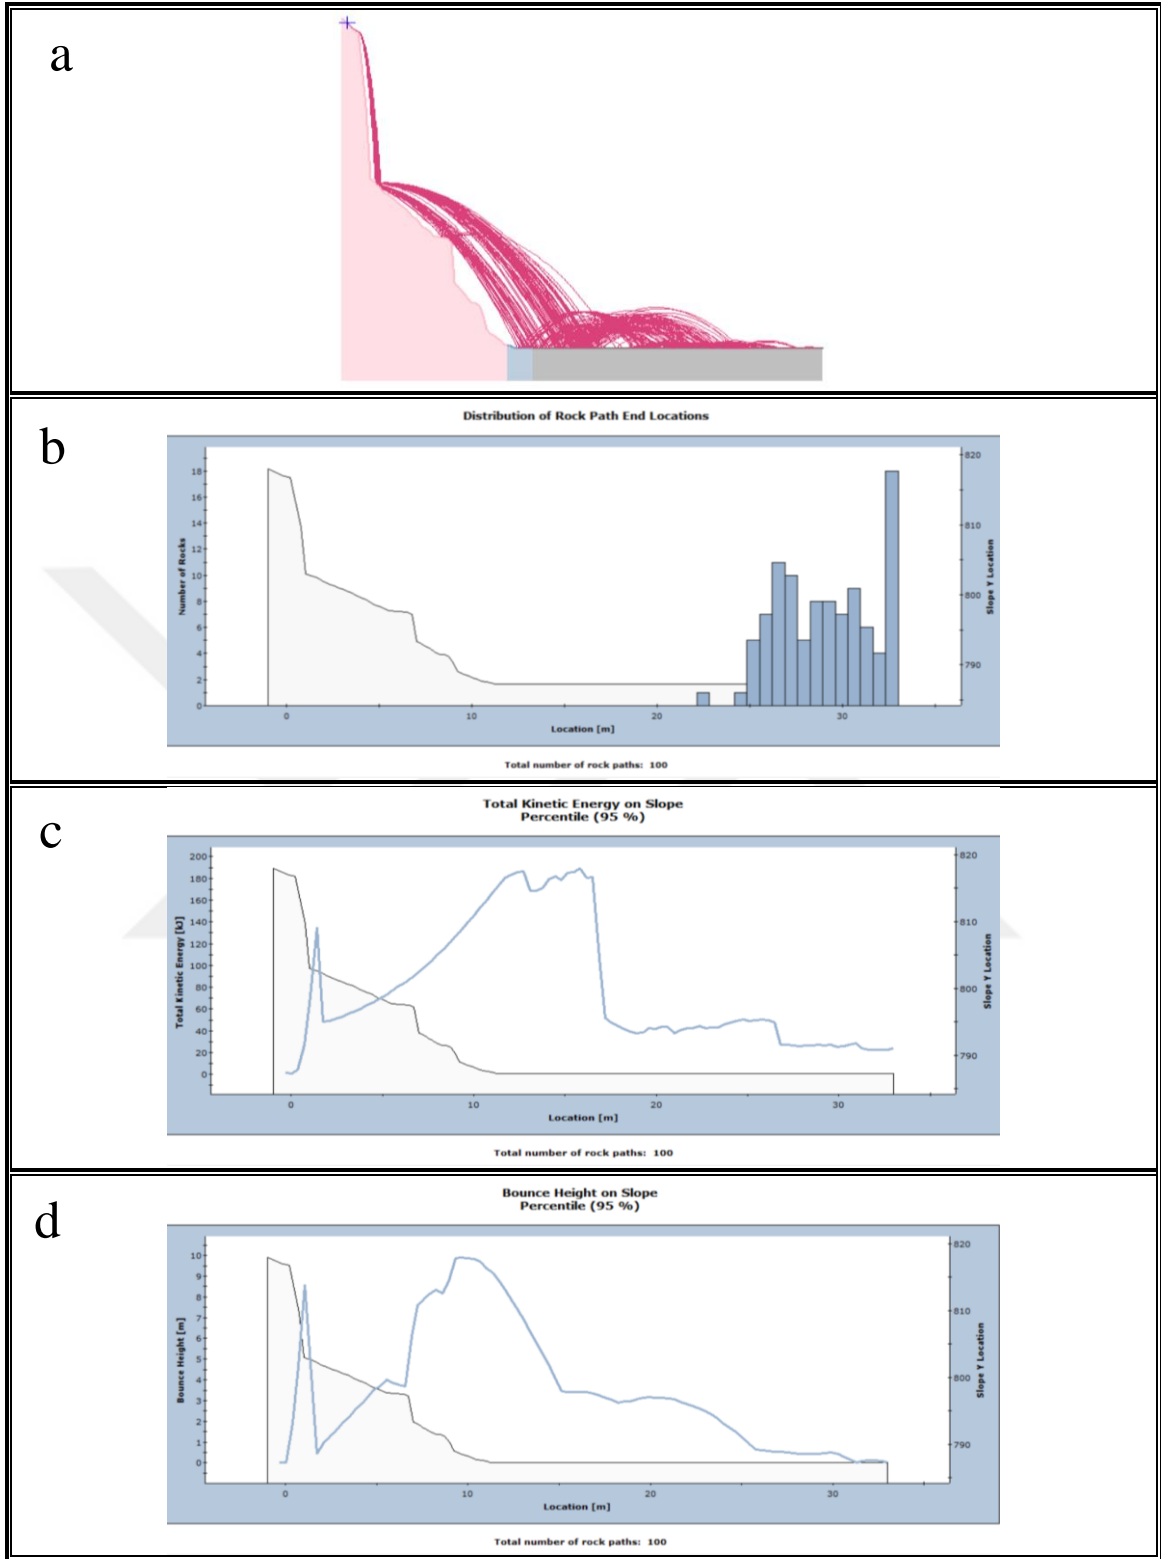 a
b
Distribution of Rock Path End Locations
Number of Rocks
18
16
14
12
10
8
6
4
2
0
820
810
800
790
Slope Y Location
0 10 20 30
Location [m]
Total number of rock paths: 100
c
Total Kinetic Energy on Slope
Percentile (95 %)
Total Kinetic Energy [kJ]
200
180
160
140
120
100
80
60
40
20
0
820
810
800
790
Slope Y Location
0 10 20 30
Location [m]
Total number of rock paths: 100
d
Bounce Height on Slope
Percentile (95 %)
Bounce Height [m]
10
9
8
7
6
5
4
3
2
1
0
820
810
800
790
Slope Y Location
0 10 20 30
Location [m]
Total number of rock paths: 100